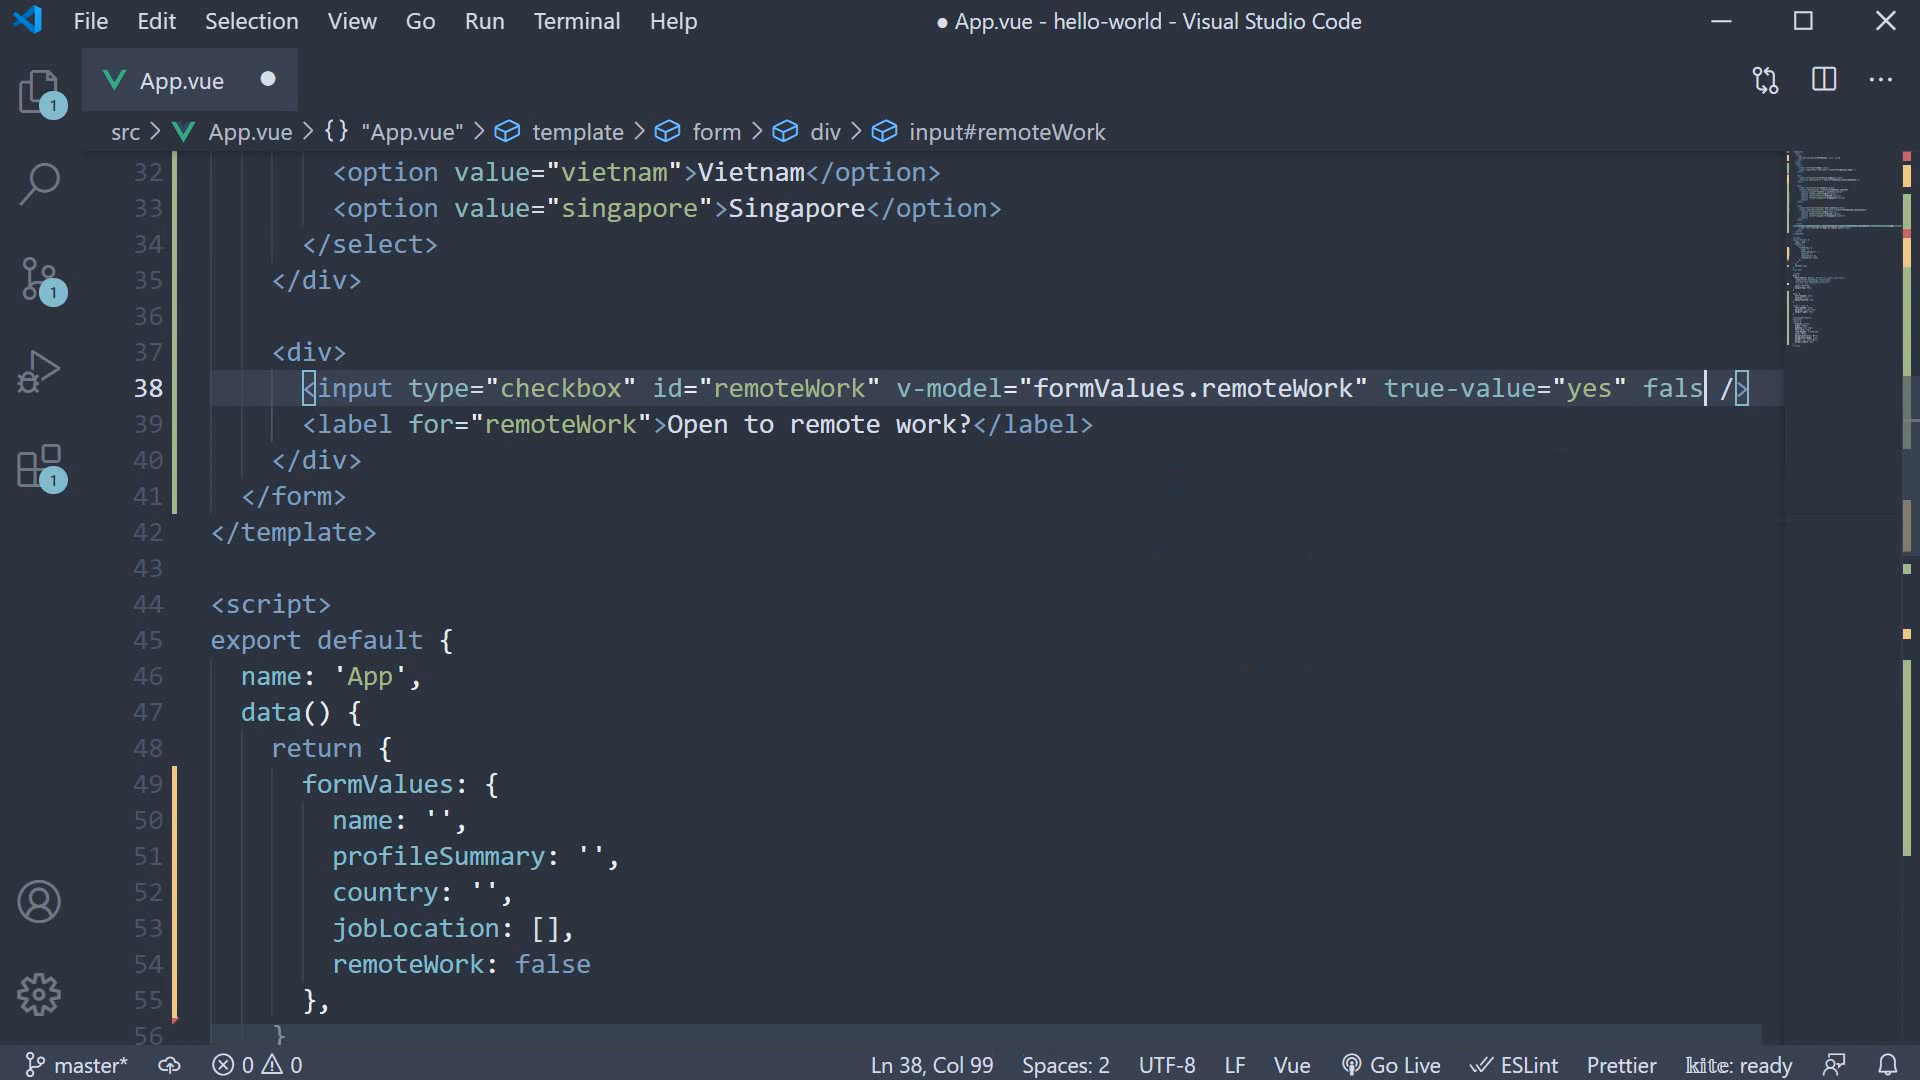 File Edit Selection View Go Run Terminal Help
● App.vue - hello-world - Visual Studio Code
App.vue
src > App.vue > {} "App.vue" > template > form > div > input#remoteWork
32 <option value="vietnam">Vietnam</option>
33 <option value="singapore">Singapore</option>
34 </select>
35 </div>
36
37 <div>
38 <input type="checkbox" id="remoteWork" v-model="formValues.remoteWork" true-value="yes" fals />
39 <label for="remoteWork">Open to remote work?</label>
40 </div>
41 </form>
42 </template>
43
44 <script>
45 export default {
46 name: 'App',
47 data() {
48 return {
49 formValues: {
50 name: '',
51 profileSummary: '',
52 country: '',
53 jobLocation: [],
54 remoteWork: false
55 },
56 }
1
1
1
master* 0 0 Ln 38, Col 99 Spaces: 2 UTF-8 LF Vue Go Live ESLint Prettier kite: ready